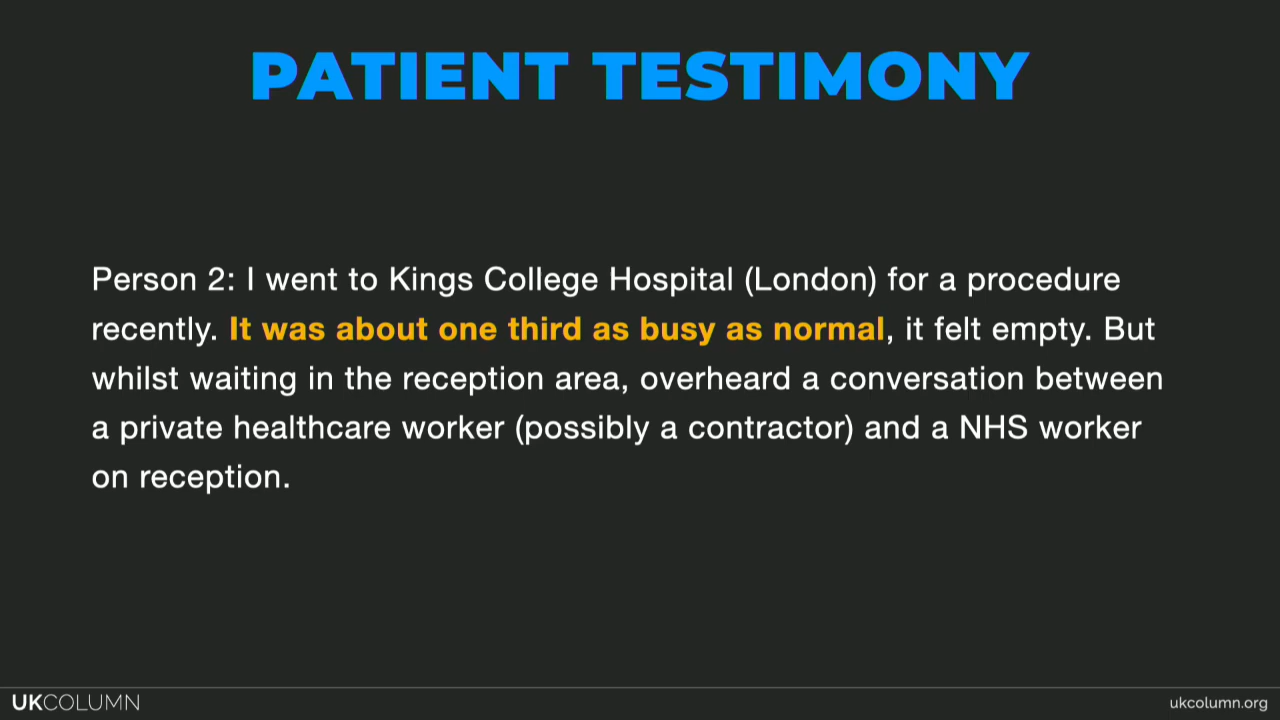 PATIENT TESTIMONY
Person 2: I went to Kings College Hospital (London) for a procedure
recently. It was about one third as busy as normal, it felt empty. But
whilst waiting in the reception area, overheard a conversation between
a private healthcare worker (possibly a contractor) and a NHS worker
on reception.
UKCOLUMN
ukcolumn.org